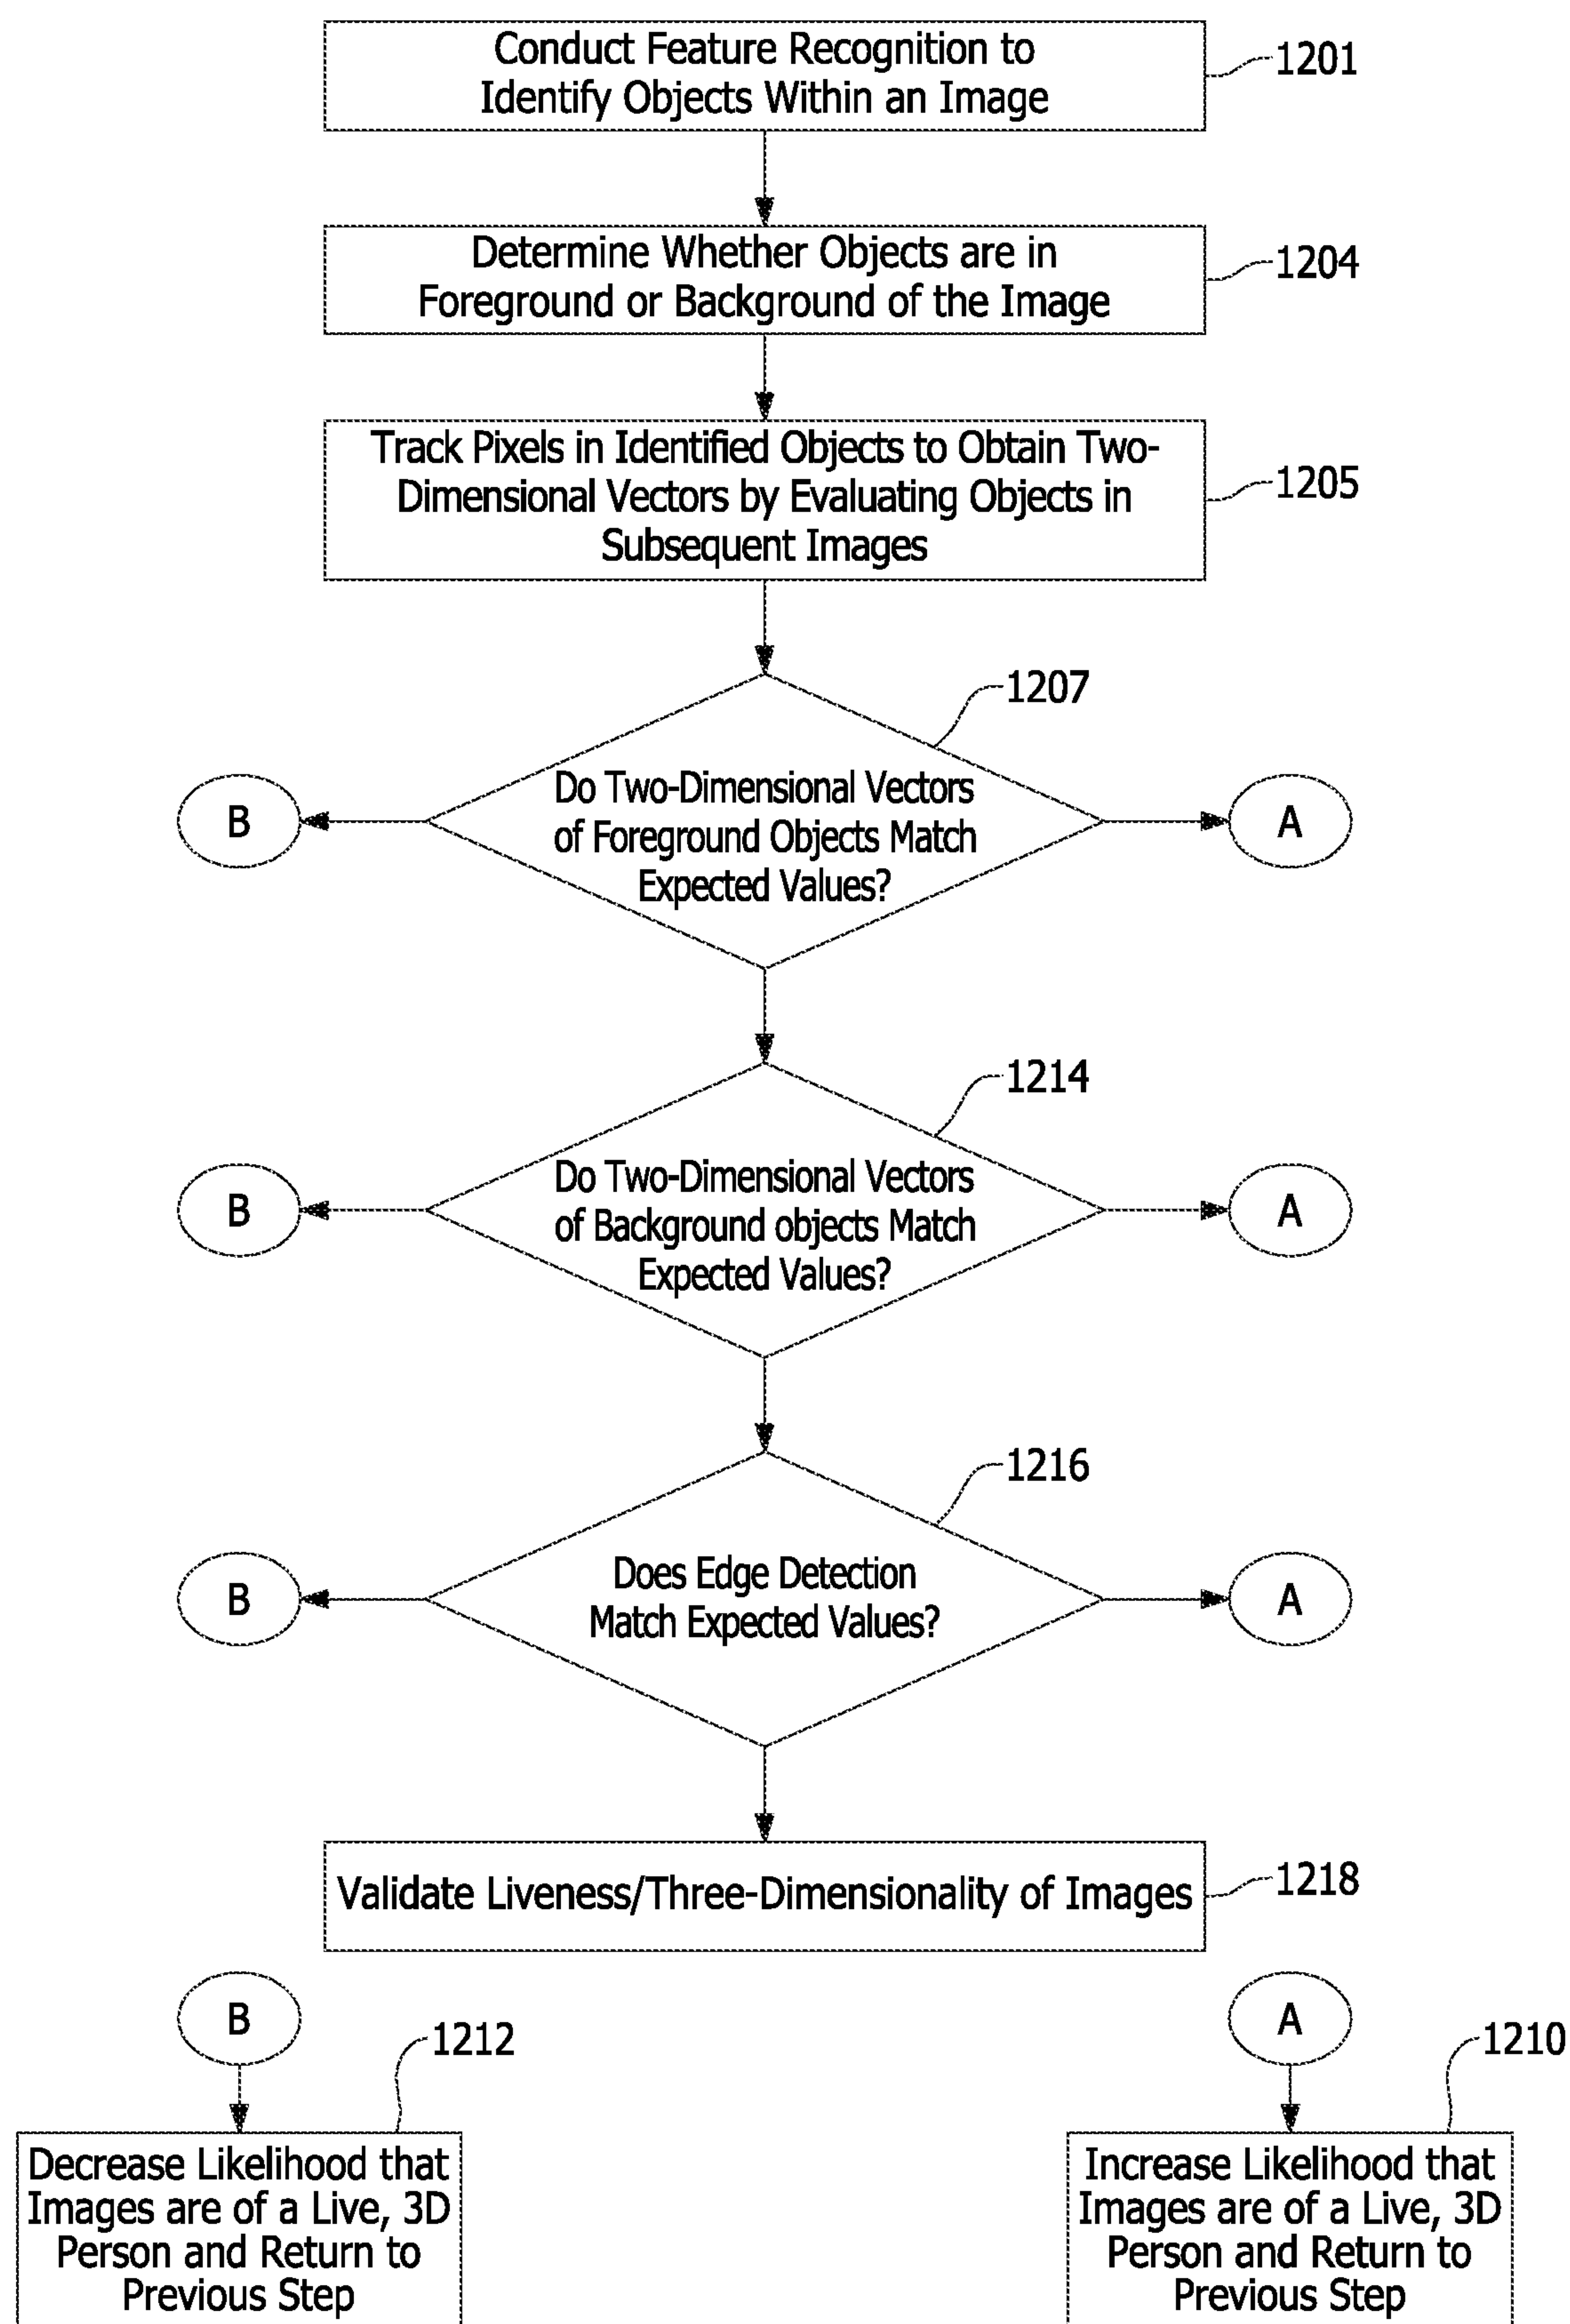 Conduct Feature Recognition to
Identify Objects Within an Image
1201
Determine Whether Objects are in
Foreground or Background of the Image
1204
Track Pixels in Identified Objects to Obtain Two-
Dimensional Vectors by Evaluating Objects in
Subsequent Images
1205
1207
Do Two-Dimensional Vectors
of Foreground Objects Match
Expected Values?
B
A
1214
Do Two-Dimensional Vectors
of Background objects Match
Expected Values?
B
A
1216
Does Edge Detection
Match Expected Values?
B
A
Validate Liveness/Three-Dimensionality of Images
1218
B
1212
Decrease Likelihood that
Images are of a Live, 3D
Person and Return to
Previous Step
A
1210
Increase Likelihood that
Images are of a Live, 3D
Person and Return to
Previous Step